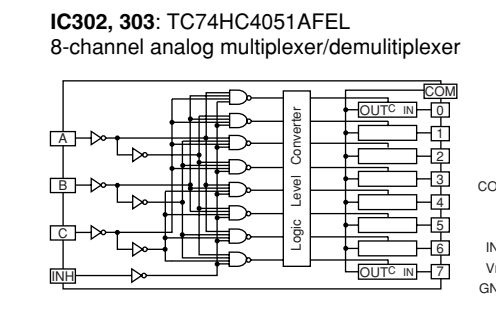 IC302, 303: TC74HC4051AFEL
8-channel analog multiplexer/demulitiplexer
COM
OUT C IN 0
A
1
2
B
3
CO
4
C
5
6
IN
INH
OUT C IN 7
V
GN
Logic Level Converter